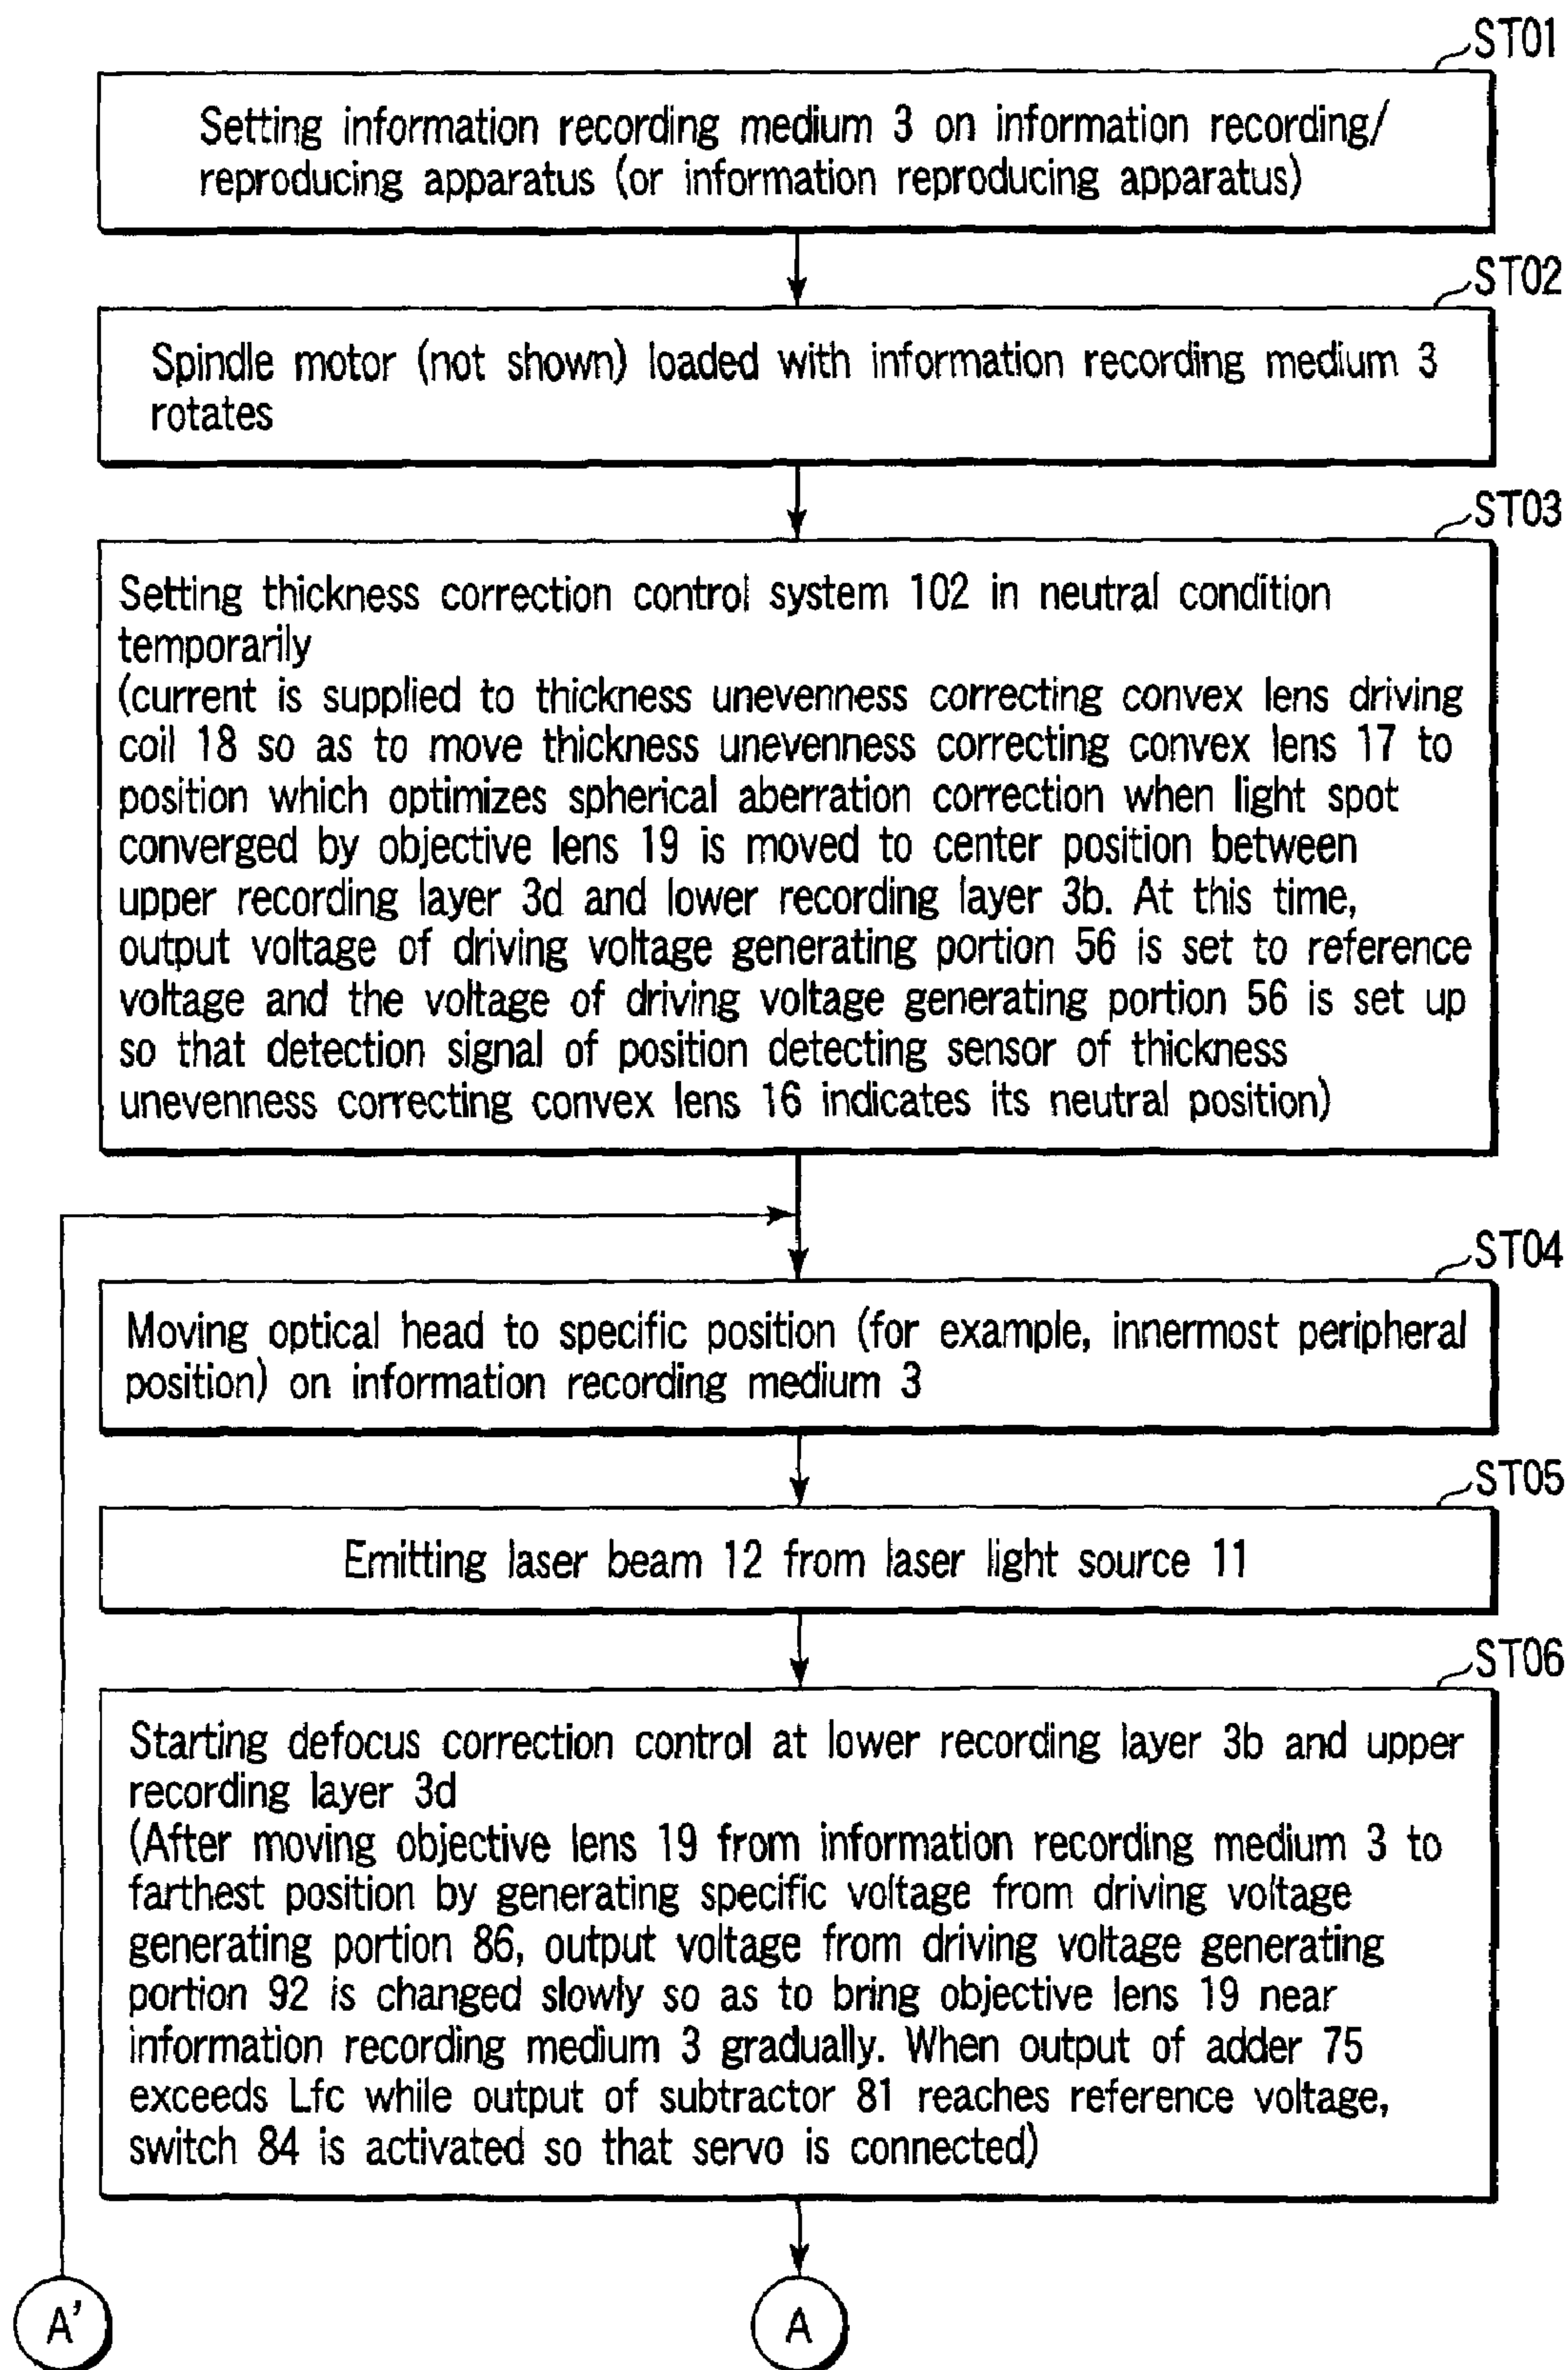 ST01
Setting information recording medium 3 on information recording/
reproducing apparatus (or information reproducing apparatus)
ST02
Spindle motor (not shown) loaded with information recording medium 3
rotates
ST03
Setting thickness correction control system 102 in neutral condition
temporarily
(current is supplied to thickness unevenness correcting convex lens driving
coil 18 so as to move thickness unevenness correcting convex lens 17 to
position which optimizes spherical aberration correction when light spot
converged by objective lens 19 is moved to center position between
upper recording layer 3d and lower recording layer 3b. At this time,
output voltage of driving voltage generating portion 56 is set to reference
voltage and the voltage of driving voltage generating portion 56 is set up
so that detection signal of position detecting sensor of thickness
unevenness correcting convex lens 16 indicates its neutral position)
ST04
Moving optical head to specific position (for example, innermost peripheral
position) on information recording medium 3
ST05
Emitting laser beam 12 from laser light source 11
ST06
Starting defocus correction control at lower recording layer 3b and upper
recording layer 3d
(After moving objective lens 19 from information recording medium 3 to
farthest position by generating specific voltage from driving voltage
generating portion 86, output voltage from driving voltage generating
portion 92 is changed slowly so as to bring objective lens 19 near
information recording medium 3 gradually. When output of adder 75
exceeds Lfc while output of subtractor 81 reaches reference voltage,
switch 84 is activated so that servo is connected)
A'
A